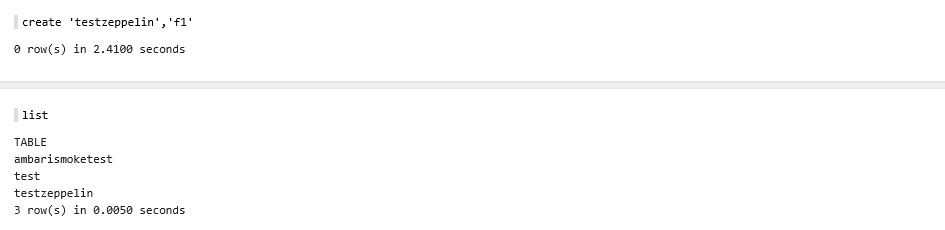 create 'testzeppelin','f1'
0 row(s) in 2.4100 seconds
list
TABLE
ambarismoketest
test
testzeppelin
3 row(s) in 0.0050 seconds